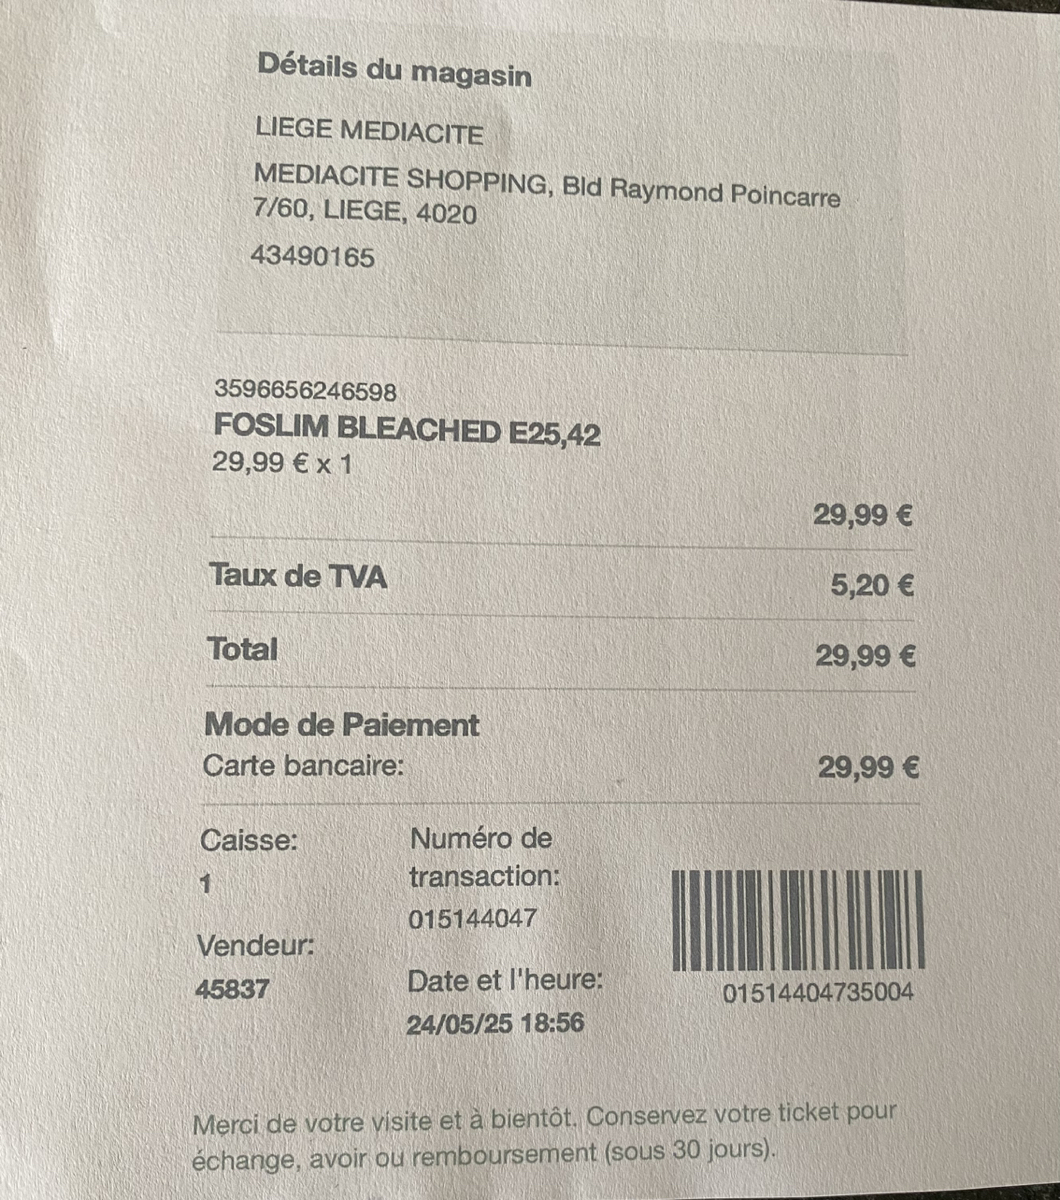 Détails du magasin
LIEGE MEDIACITE
MEDIACITE SHOPPING, Bld Raymond Poincarre
7/60, LIEGE, 4020
43490165
3596656246598
FOSLIM BLEACHED E25,42
29,99 € x 1
29,99 €
Taux de TVA 5,20 €
Total 29,99 €
Mode de Paiement
Carte bancaire: 29,99 €
Caisse:
1
Vendeur:
45837
Numéro de
transaction:
015144047
Date et l'heure:
24/05/25 18:56
01514404735004
Merci de votre visite et à bientôt. Conservez votre ticket pour
échange, avoir ou remboursement (sous 30 jours).